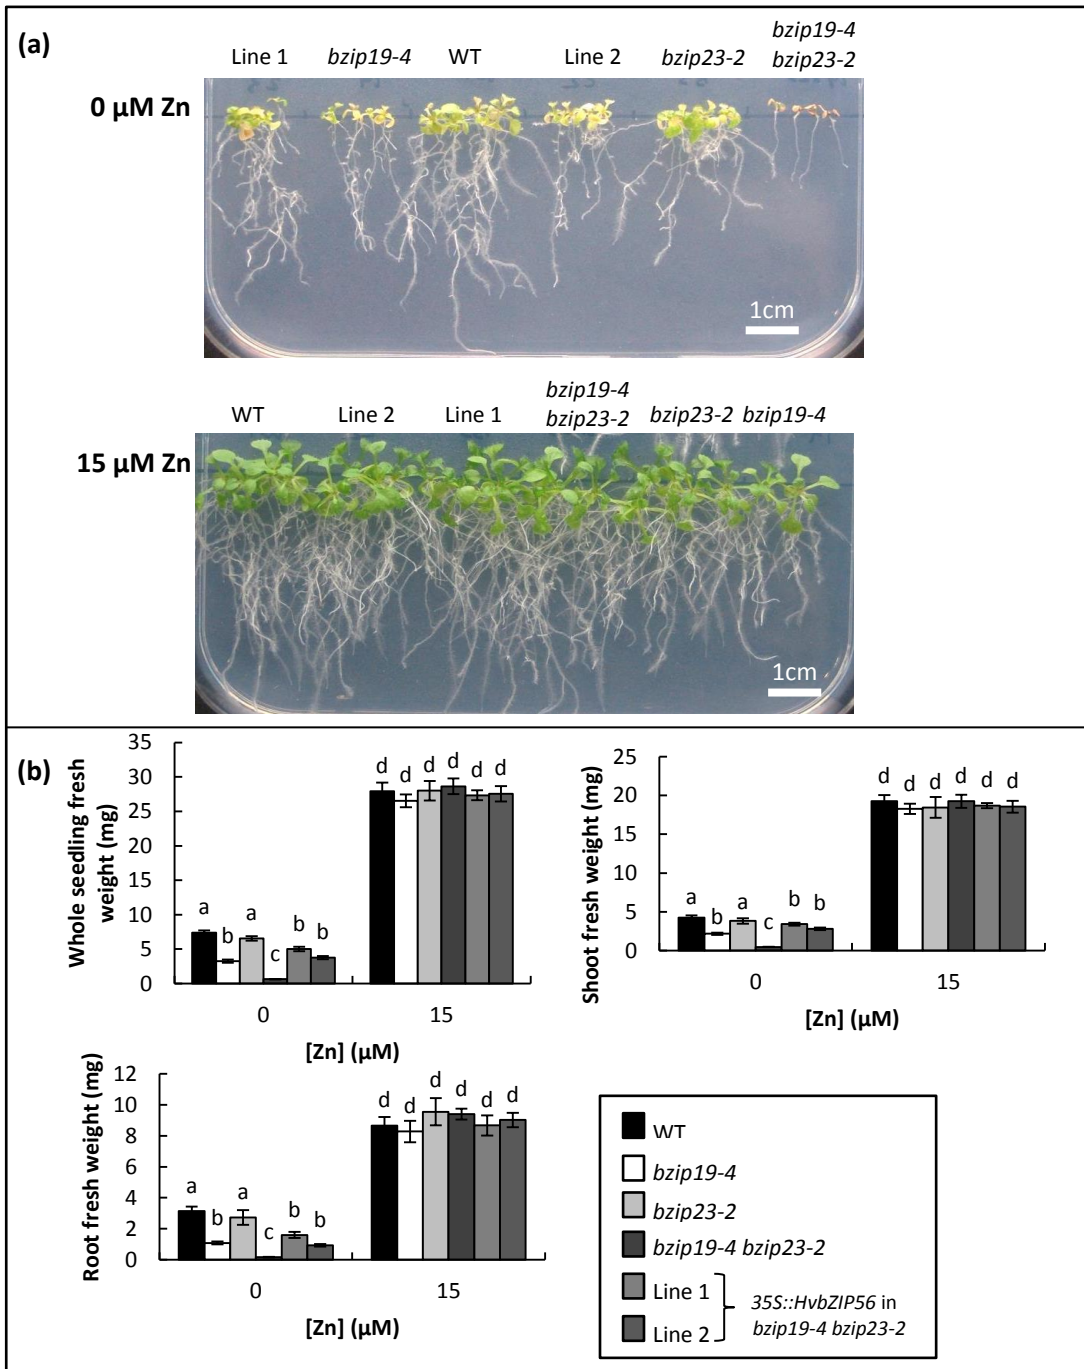 (a)
Line 1 bzip19-4 WT Line 2 bzip23-2 bzip19-4 bzip23-2
0 µM Zn
1cm
WT Line 2 Line 1 bzip19-4 bzip23-2 bzip23-2 bzip19-4
15 µM Zn
1cm
(b)
Whole seedling fresh weight (mg)
35
30
25
20
15
10
5
0
a b a c b b
d d d d d d
0 15
[Zn] (µM)
Shoot fresh weight (mg)
25
20
15
10
5
0
a b a c b b
d d d d d d
0 15
[Zn] (µM)
Root fresh weight (mg)
12
10
8
6
4
2
0
a b a c b b
d d d d d d
0 15
[Zn] (µM)
WT
bzip19-4
bzip23-2
bzip19-4 bzip23-2
Line 1
Line 2
35S::HvbZIP56 in
bzip19-4 bzip23-2